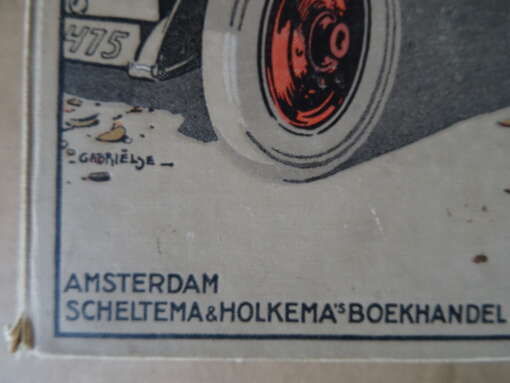 475
GABRIËLSE
AMSTERDAM
SCHELTEMA & HOLKEMA'S BOEKHANDEL